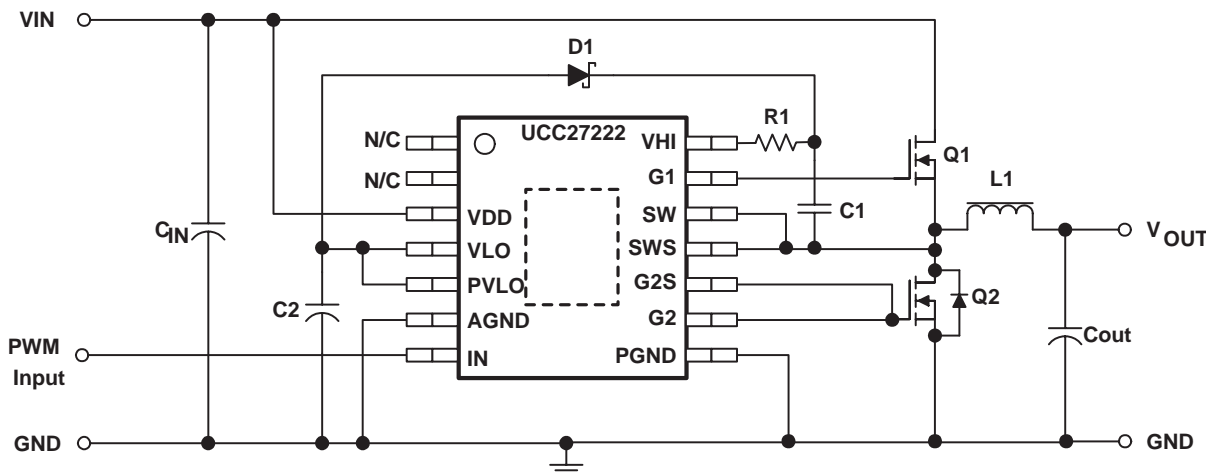 VIN
D1
UCC27222
R1
N/C
VHI
Q1
N/C
G1
L1
VDD
SW
C1
CIN
VLO
SWS
VOUT
PVLO
G2S
C2
Q2
AGND
G2
Cout
PWM
Input
IN
PGND
GND
GND